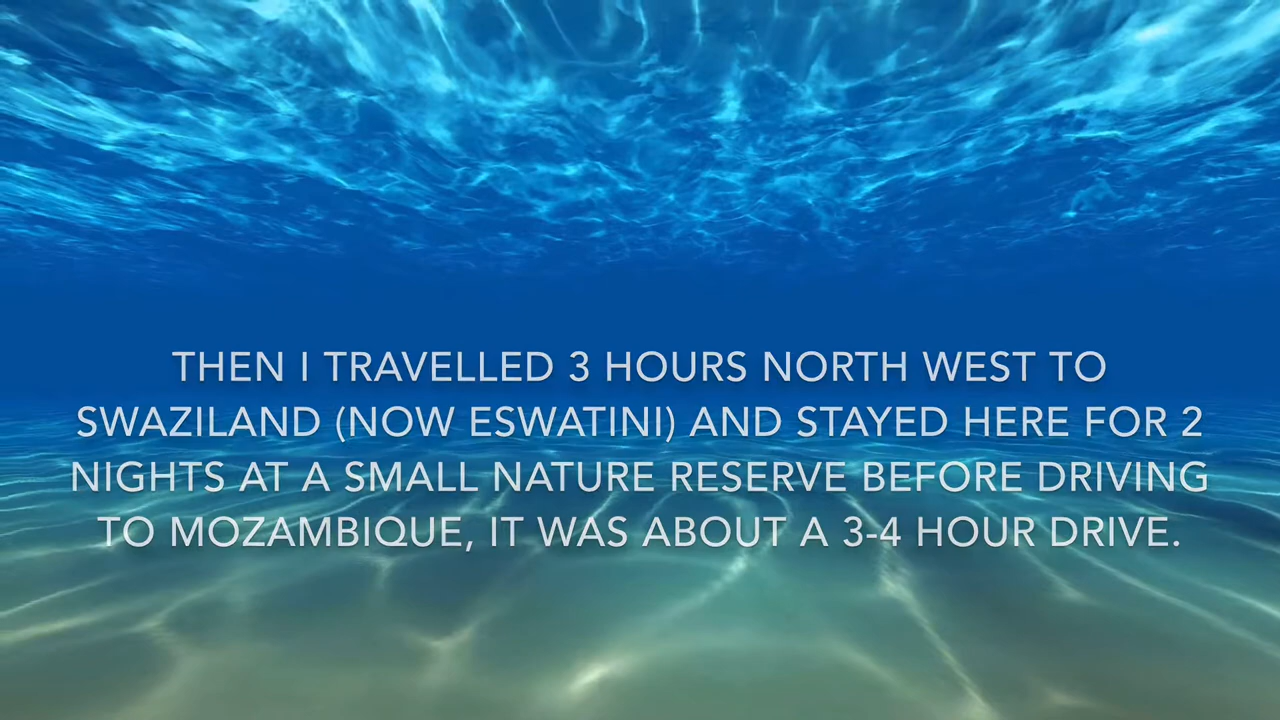 THEN I TRAVELLED 3 HOURS NORTH WEST TO
SWAZILAND (NOW ESWATINI) AND STAYED HERE FOR 2
NIGHTS AT A SMALL NATURE RESERVE BEFORE DRIVING
TO MOZAMBIQUE, IT WAS ABOUT A 3-4 HOUR DRIVE.